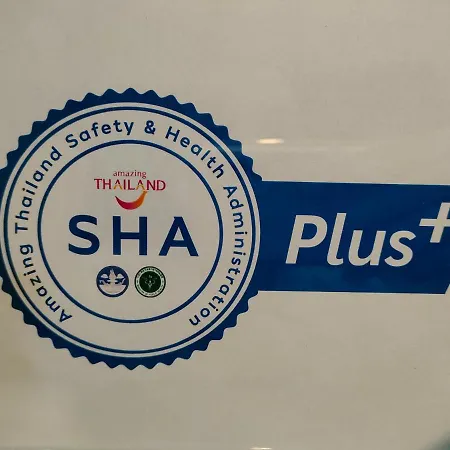 Amazing Thailand Safety & Health Administration
amazing
THAILAND
SHA
Plus+